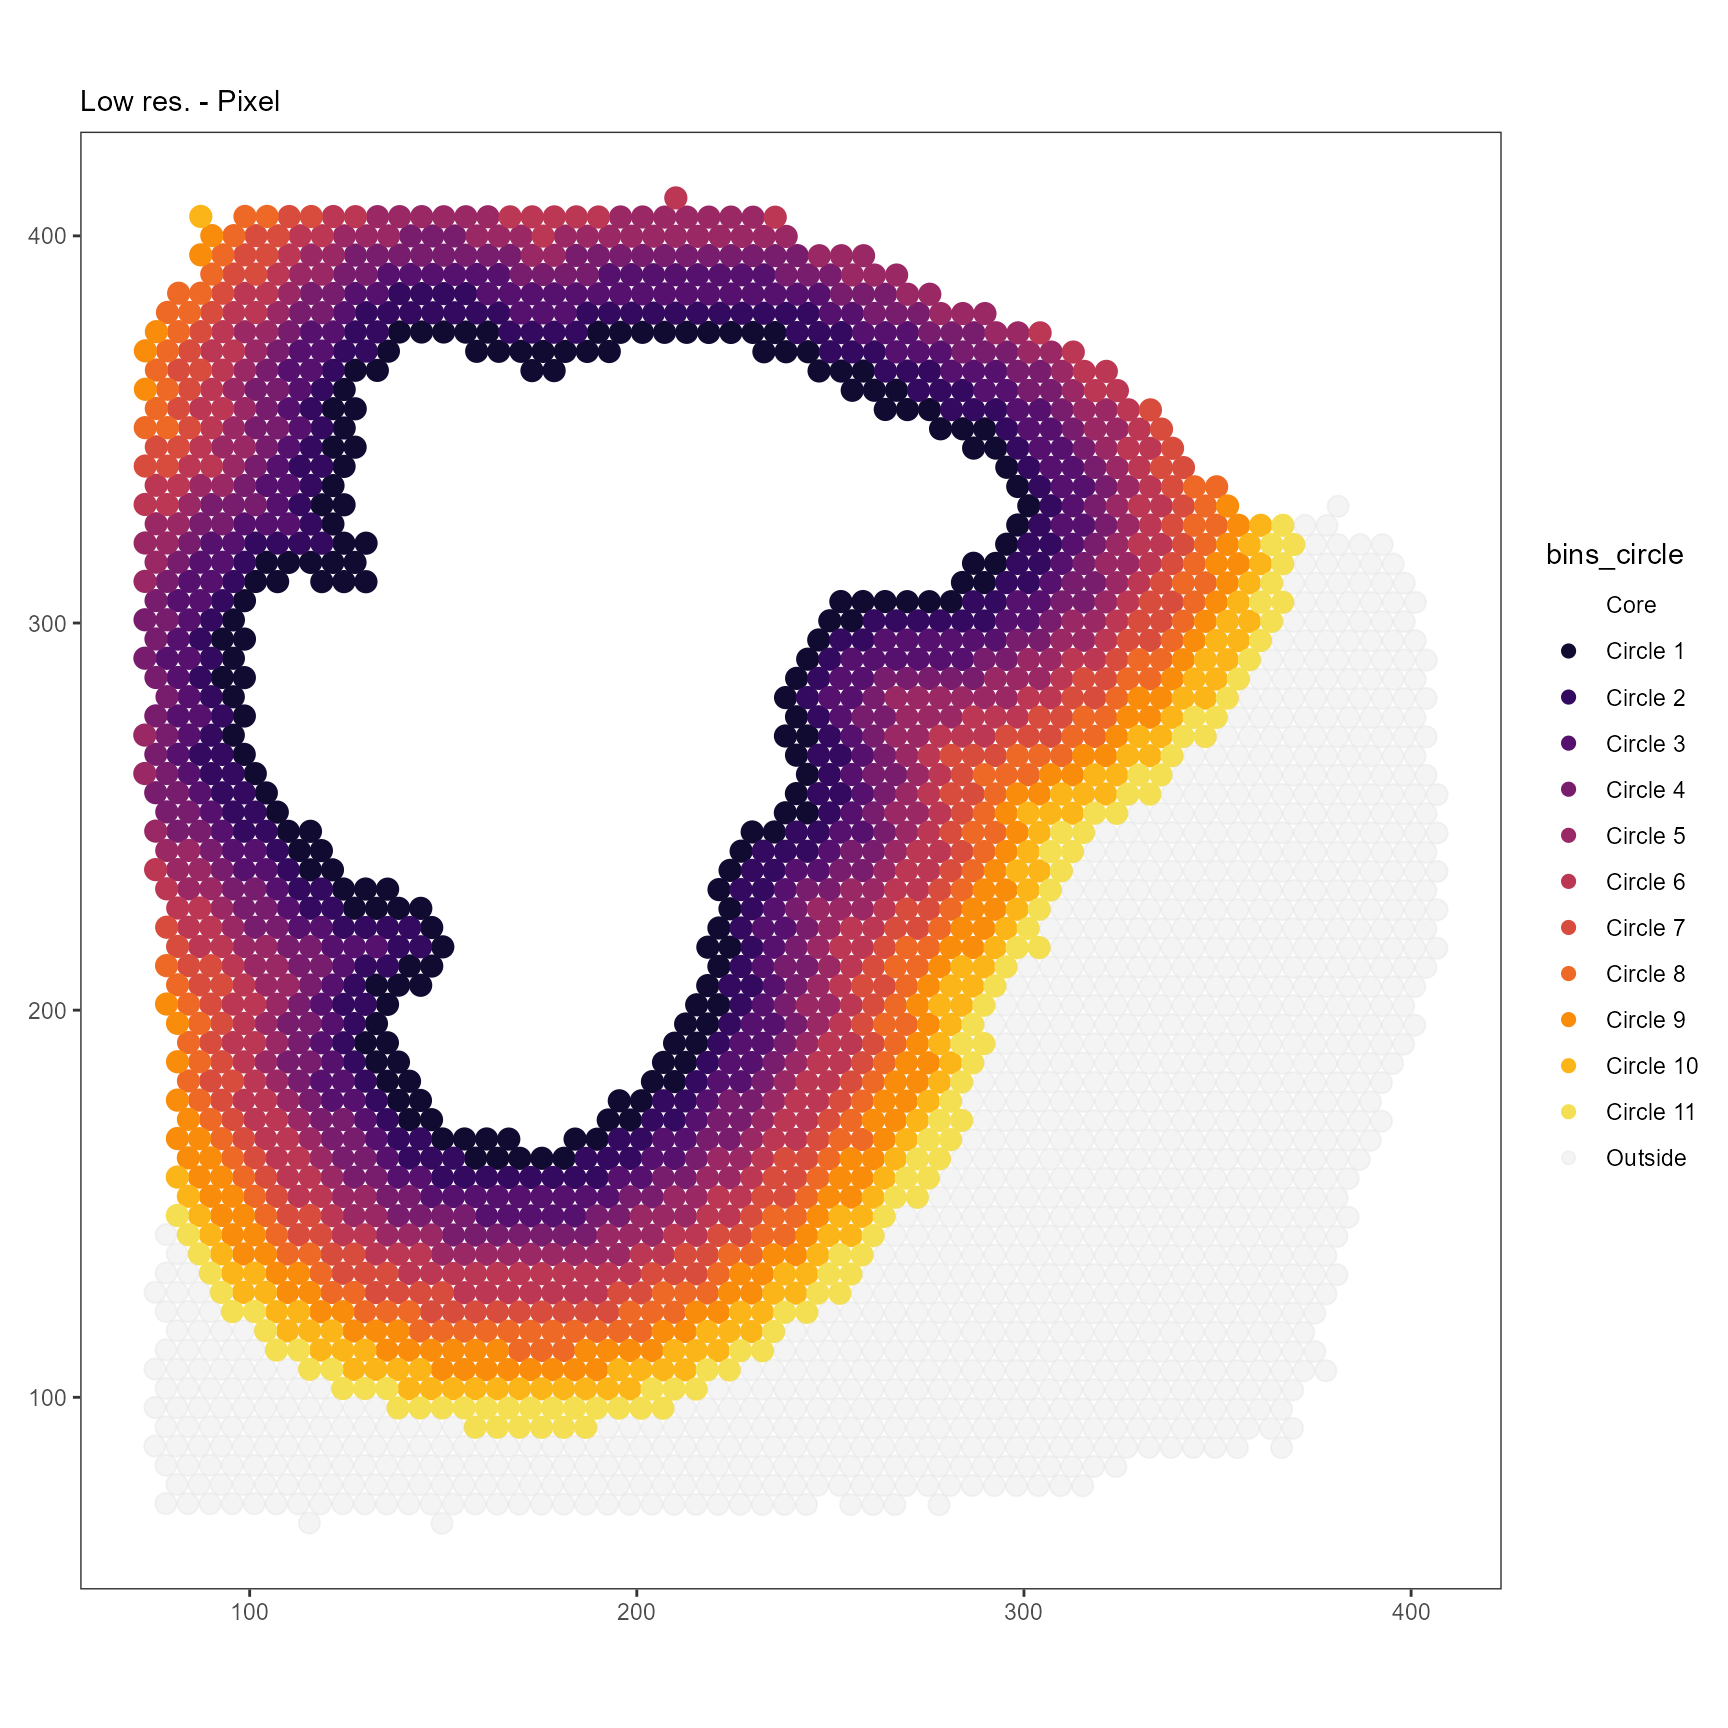 Low res. - Pixel
400
300
200
100
100
200
300
400
bins_circle
Core
Circle 1
Circle 2
Circle 3
Circle 4
Circle 5
Circle 6
Circle 7
Circle 8
Circle 9
Circle 10
Circle 11
Outside